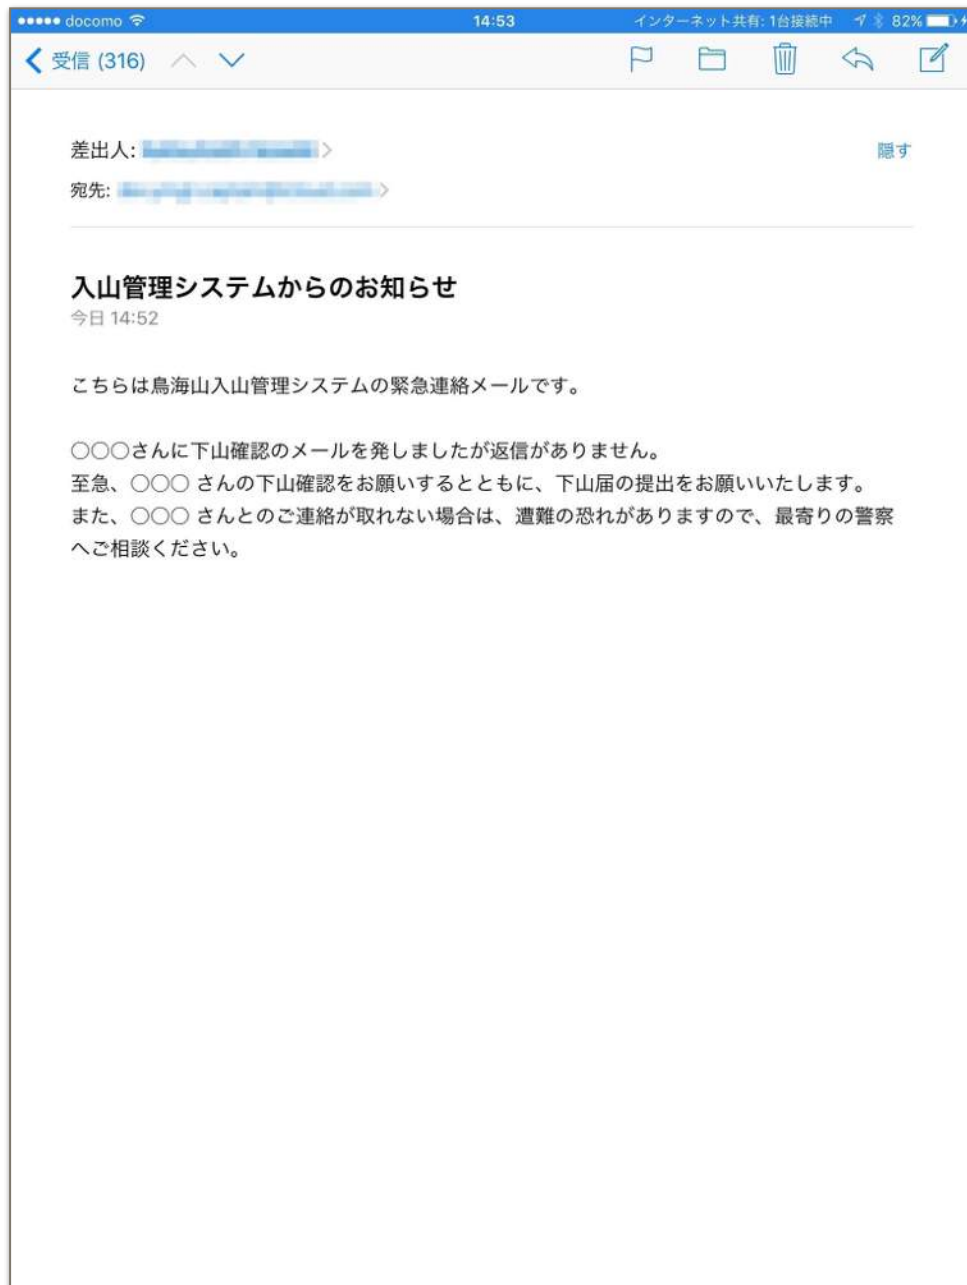 docomo 14:53 インターネット共有: 1台接続中 82%
受信 (316)
差出人: 隠す
宛先:
入山管理システムからのお知らせ
今日 14:52
こちらは鳥海山入山管理システムの緊急連絡メールです。
○○○さんに下山確認のメールを発しましたが返信がありません。
至急、○○○ さんの下山確認をお願いするとともに、下山届の提出をお願いいたします。
また、○○○ さんとのご連絡が取れない場合は、遭難の恐れがありますので、最寄りの警察
へご相談ください。